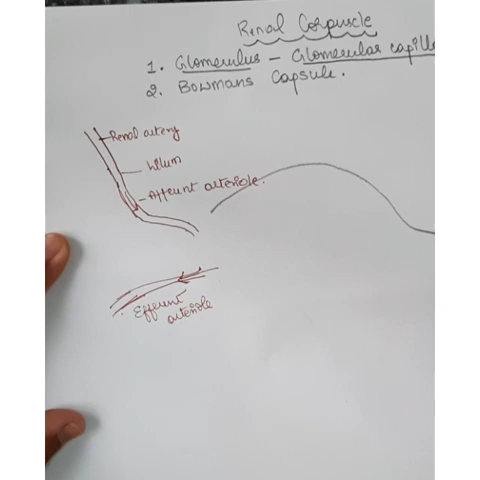 Renal Corpuscle
1. Glomerulus – Glomerular capill
2. Bowmans Capsule.
Renal artery
hilum
Afferent arteriole.
Efferent
arteriole